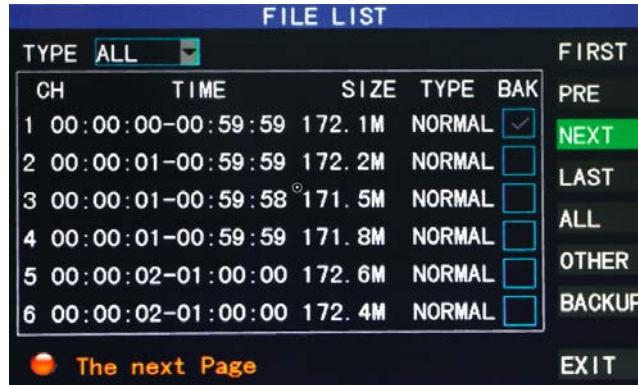 FILE LIST
TYPE ALL
CH TIME SIZE TYPE BAK
1 00:00:00-00:59:59 172.1M NORMAL
2 00:00:01-00:59:59 172.2M NORMAL
3 00:00:01-00:59:58 171.5M NORMAL
4 00:00:01-00:59:59 171.8M NORMAL
5 00:00:02-01:00:00 172.6M NORMAL
6 00:00:02-01:00:00 172.4M NORMAL
The next Page
FIRST
PRE
NEXT
LAST
ALL
OTHER
BACKUP
EXIT